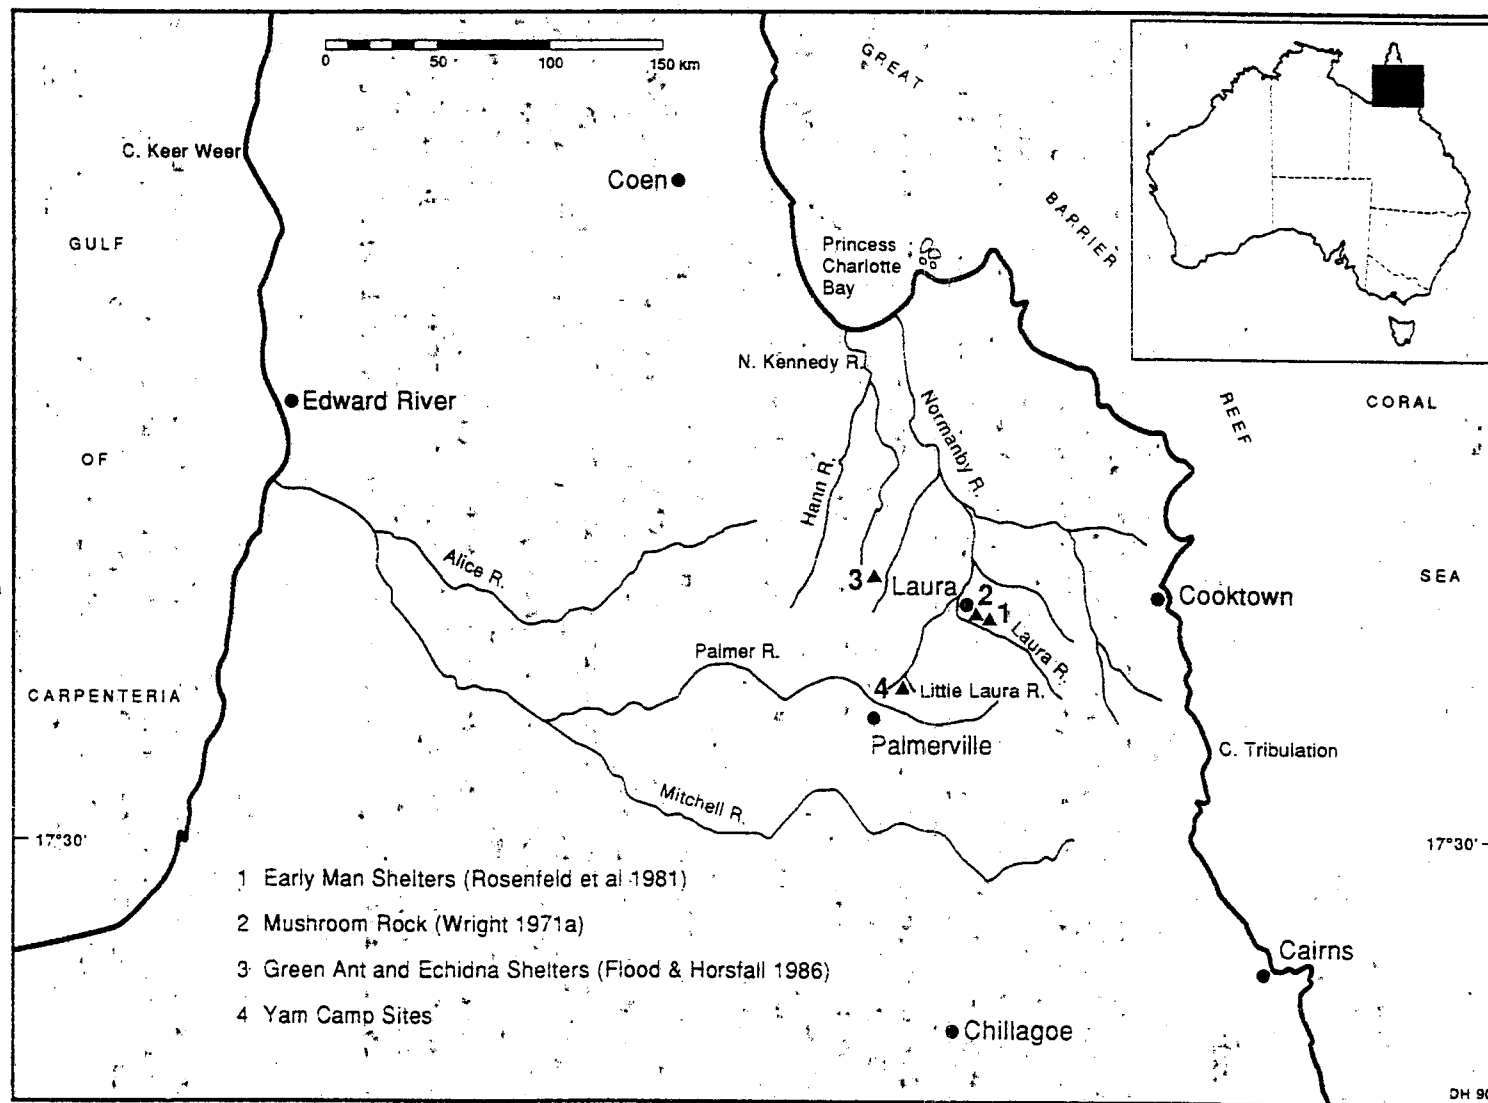 0 50 100 150 KM
GREAT
C. Keer Weer
Coen
BARRIER
GULF
Princess
Charlotte
Bay
N. Kennedy R.
Edward River
REEF
CORAL
Normanby R.
OF
Hann R.
Alice R.
3
Laura
2
1
SEA
Cooktown
Laura R.
Palmer R.
CARPENTERIA
4
Little Laura R.
Palmerville
C. Tribulation
Mitchell R.
17°30'
17°30'
1 Early Man Shelters (Rosenfeld et al 1981)
2 Mushroom Rock (Wright 1971a)
3 Green Ant and Echidna Shelters (Flood & Horsfall 1986)
4 Yam Camp Sites
Cairns
Chillagoe
DH 90